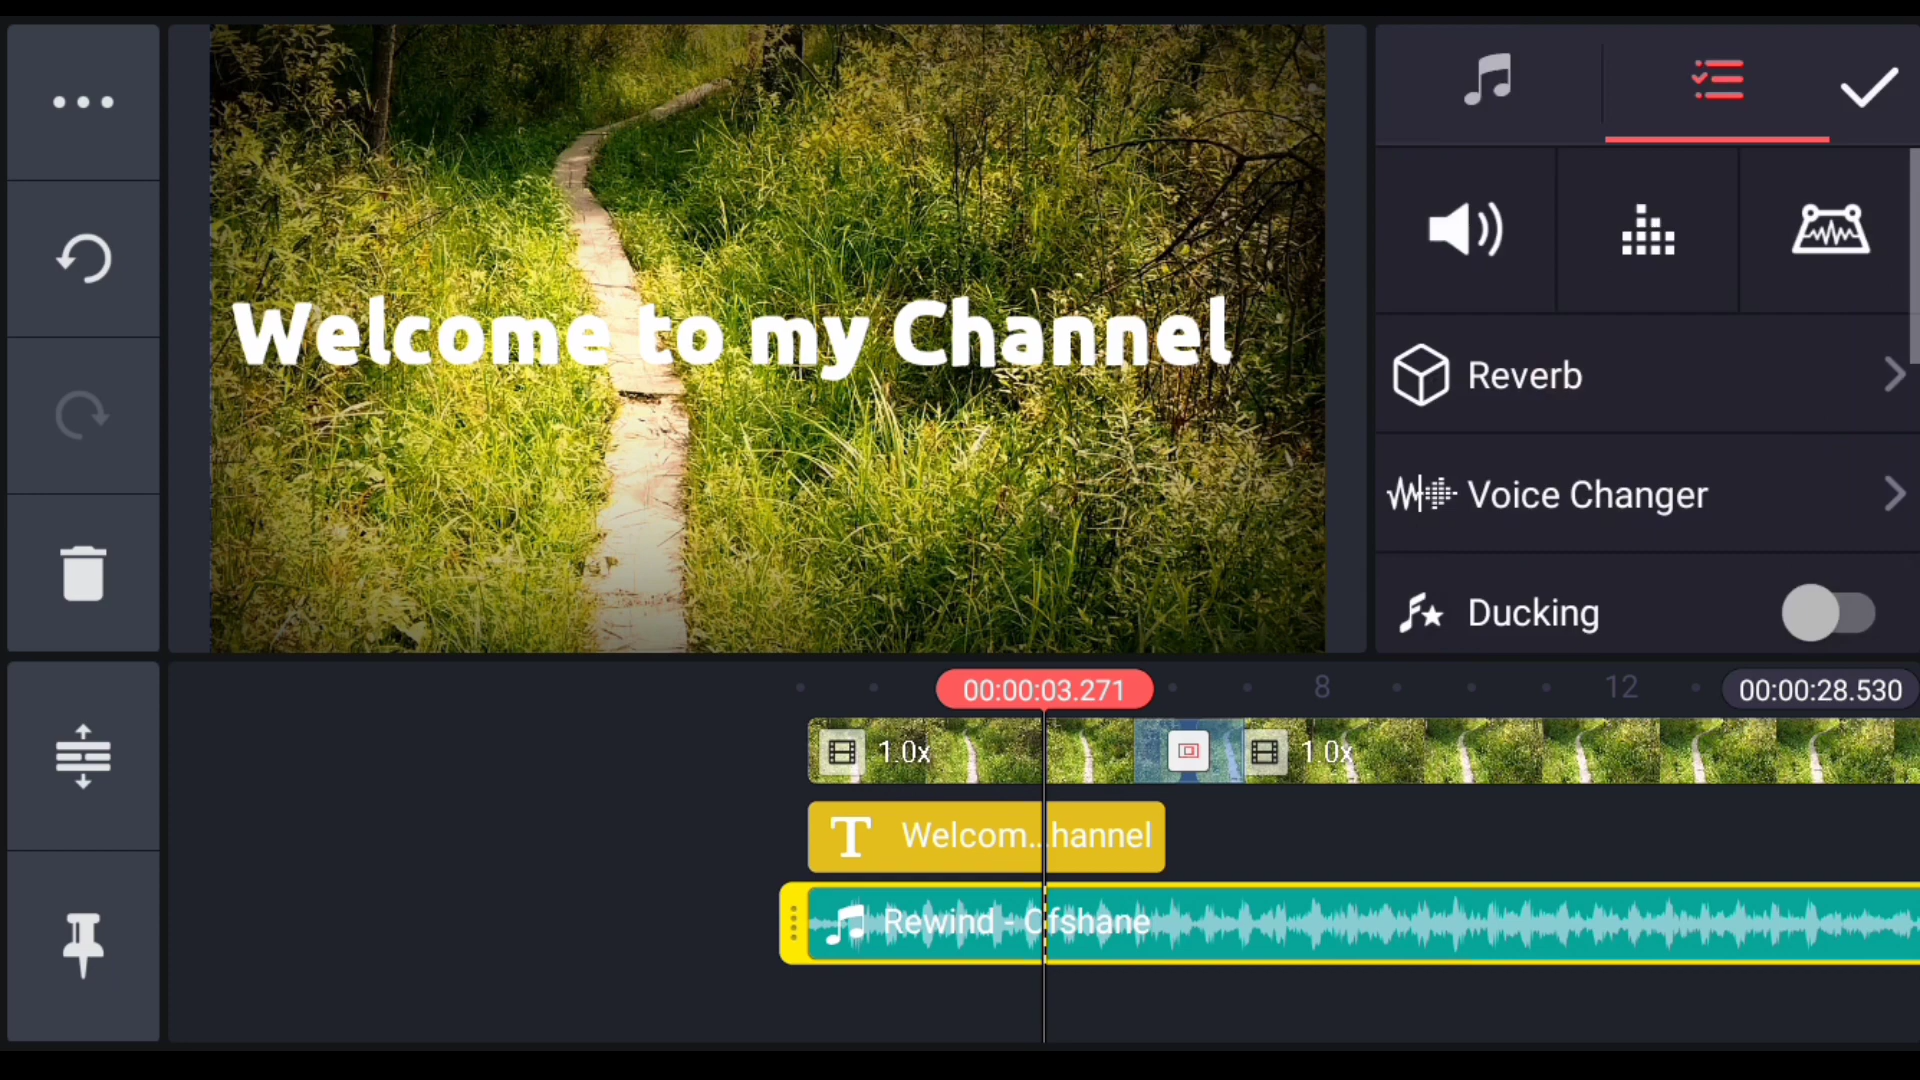 Welcome to my Channel
Reverb
Voice Changer
Ducking
00:00:03.271
8
12
00:00:28.530
1.0x
1.0x
T Welcom...hannel
Rewind - Ofshane